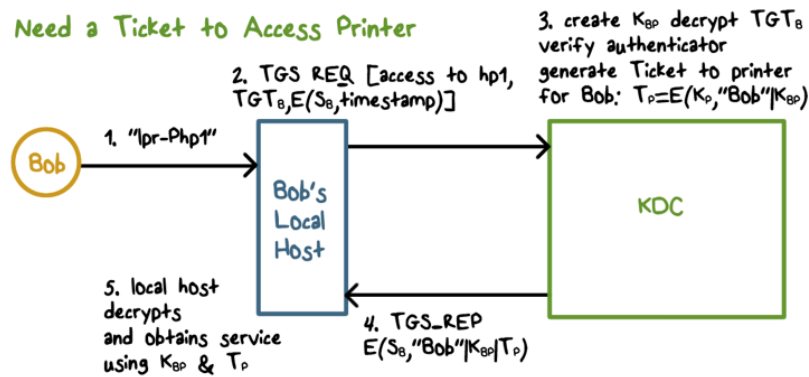 Need a Ticket to Access Printer
3. create K_BP decrypt TGT_B
verify authenticator
generate Ticket to printer
for Bob: T_P=E(K_P,"Bob"|K_BP)
2. TGS REQ [access to hp1,
TGT_B,E(S_B,timestamp)]
1. "lpr-Php1"
Bob
Bob's
Local
Host
KDC
5. local host
decrypts
and obtains service
using K_BP & T_P
4. TGS_REP
E(S_B,"Bob"|K_BP|T_P)